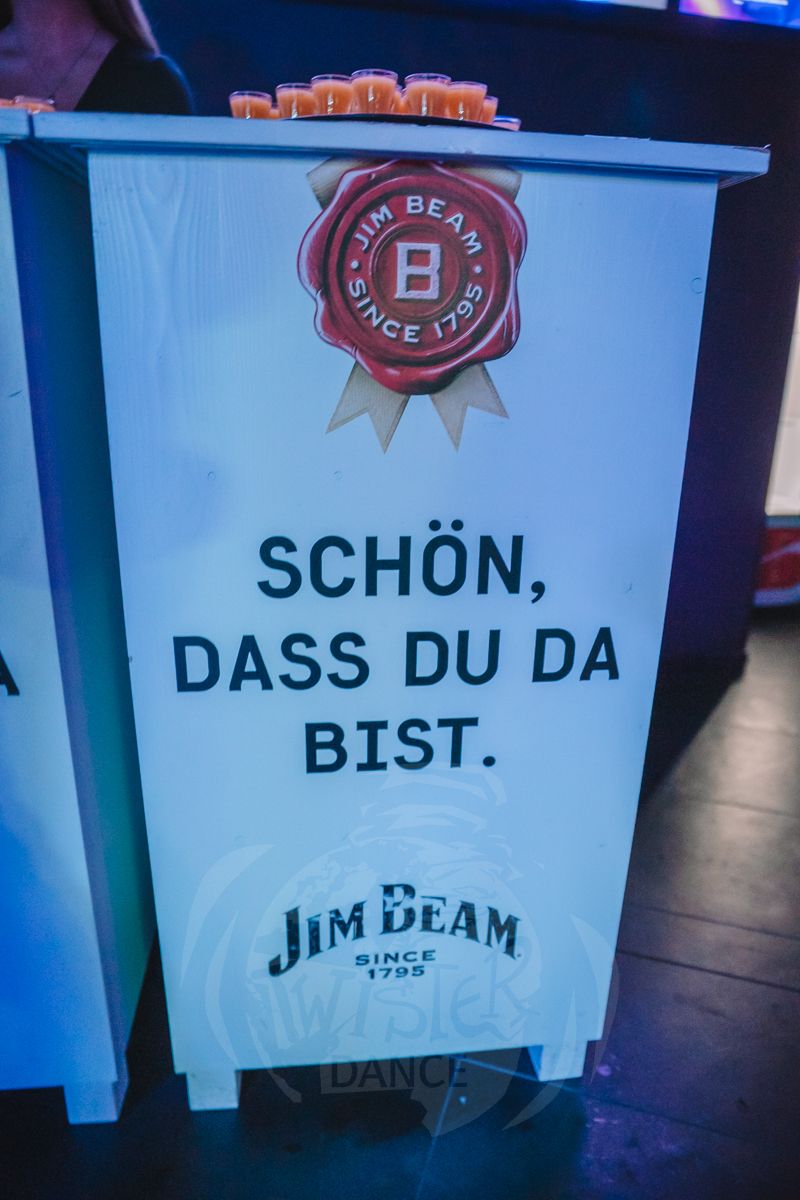 JIM BEAM
B
SINCE 1795
SCHÖN,
DASS DU DA
BIST.
A
JIM BEAM
SINCE
1795
TWISTER
DANCE